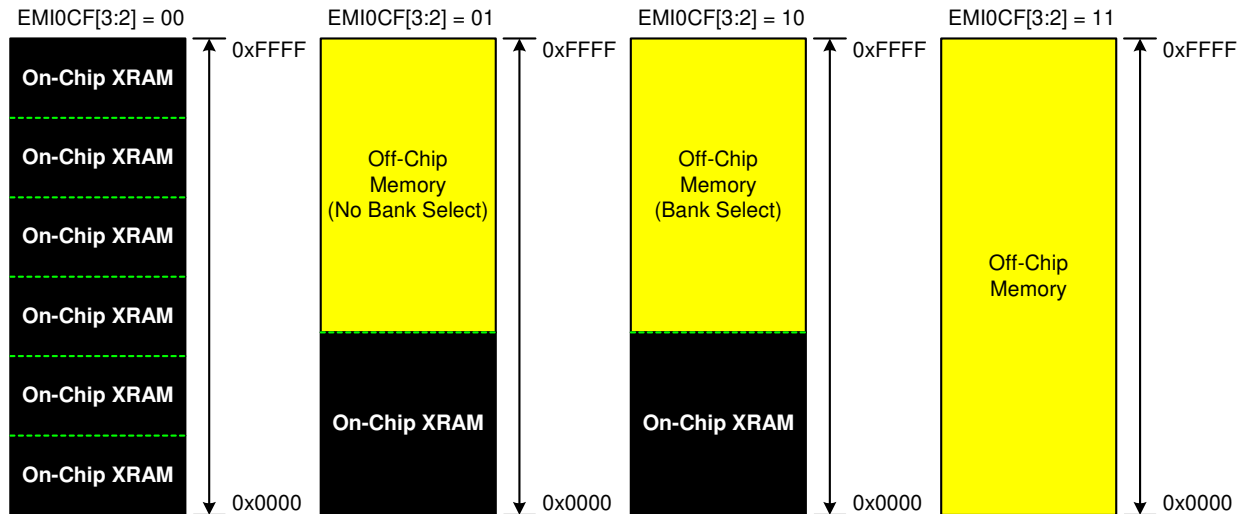 EMI0CF[3:2] = 00
On-Chip XRAM
On-Chip XRAM
On-Chip XRAM
On-Chip XRAM
On-Chip XRAM
On-Chip XRAM
0xFFFF
0x0000
EMI0CF[3:2] = 01
Off-Chip
Memory
(No Bank Select)
On-Chip XRAM
0xFFFF
0x0000
EMI0CF[3:2] = 10
Off-Chip
Memory
(Bank Select)
On-Chip XRAM
0xFFFF
0x0000
EMI0CF[3:2] = 11
Off-Chip
Memory
0xFFFF
0x0000